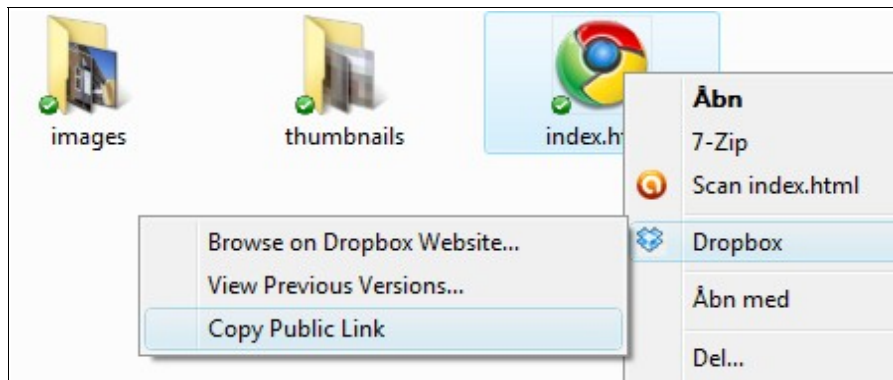 images
thumbnails
index.h
Åbn
7-Zip
Scan index.html
Dropbox
Åbn med
Del...
Browse on Dropbox Website...
View Previous Versions...
Copy Public Link